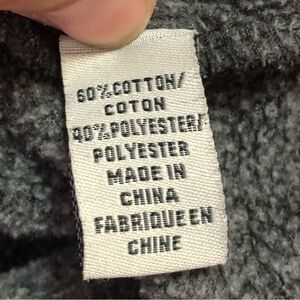 60%COTTON/
COTON
40%POLYESTER/
POLYESTER
MADE IN
CHINA
FABRIQUE EN
CHINE